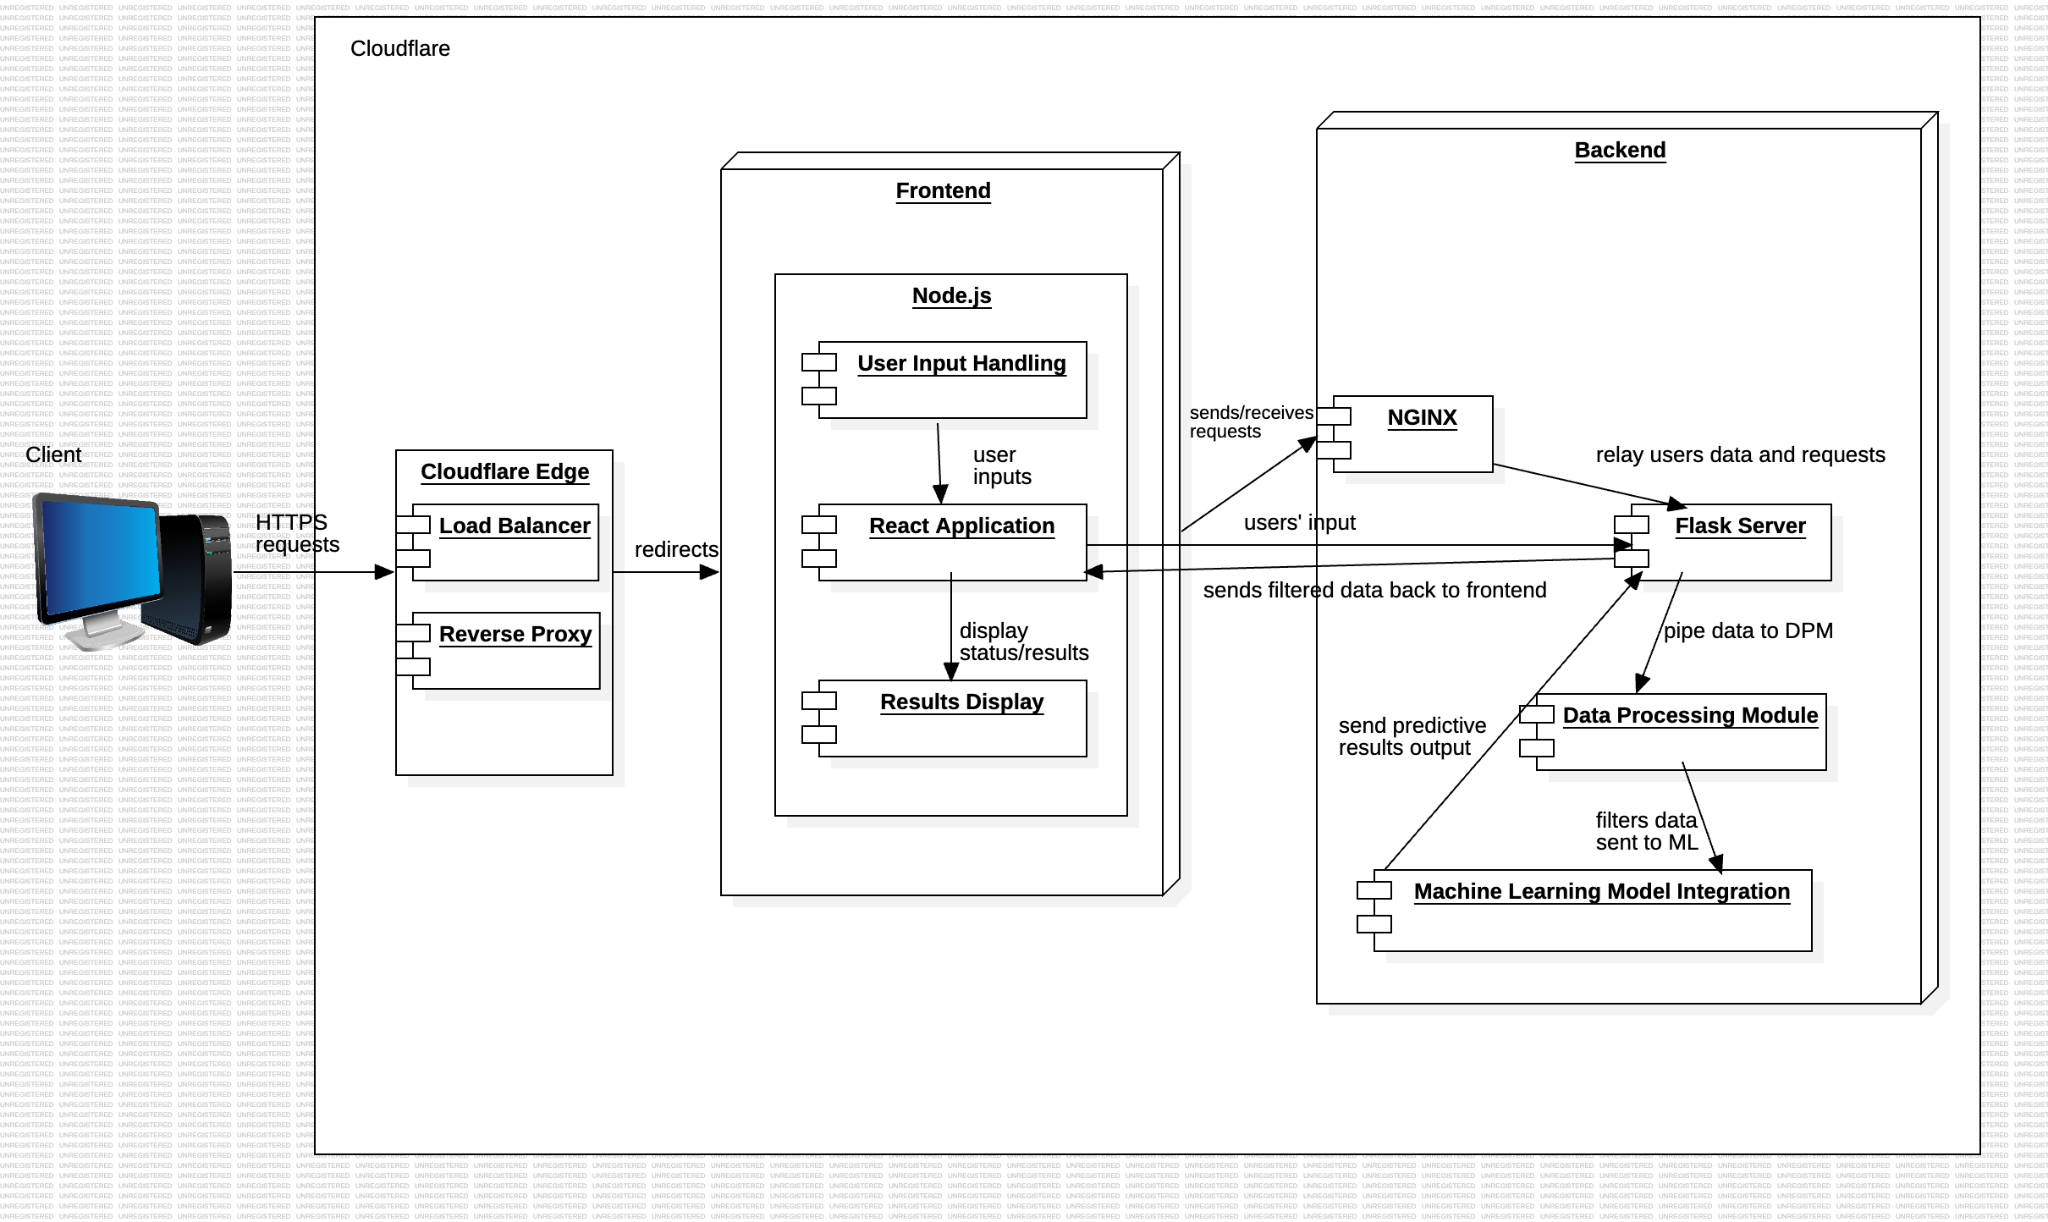 Cloudflare
Backend
Frontend
Node.js
User Input Handling
sends/receives
requests
NGINX
Client
Cloudflare Edge
user
inputs
relay users data and requests
HTTPS
requests
Load Balancer
redirects
React Application
users' input
Flask Server
sends filtered data back to frontend
Reverse Proxy
display
status/results
pipe data to DPM
Results Display
send predictive
results output
Data Processing Module
filters data
sent to ML
Machine Learning Model Integration
UNREGISTERED